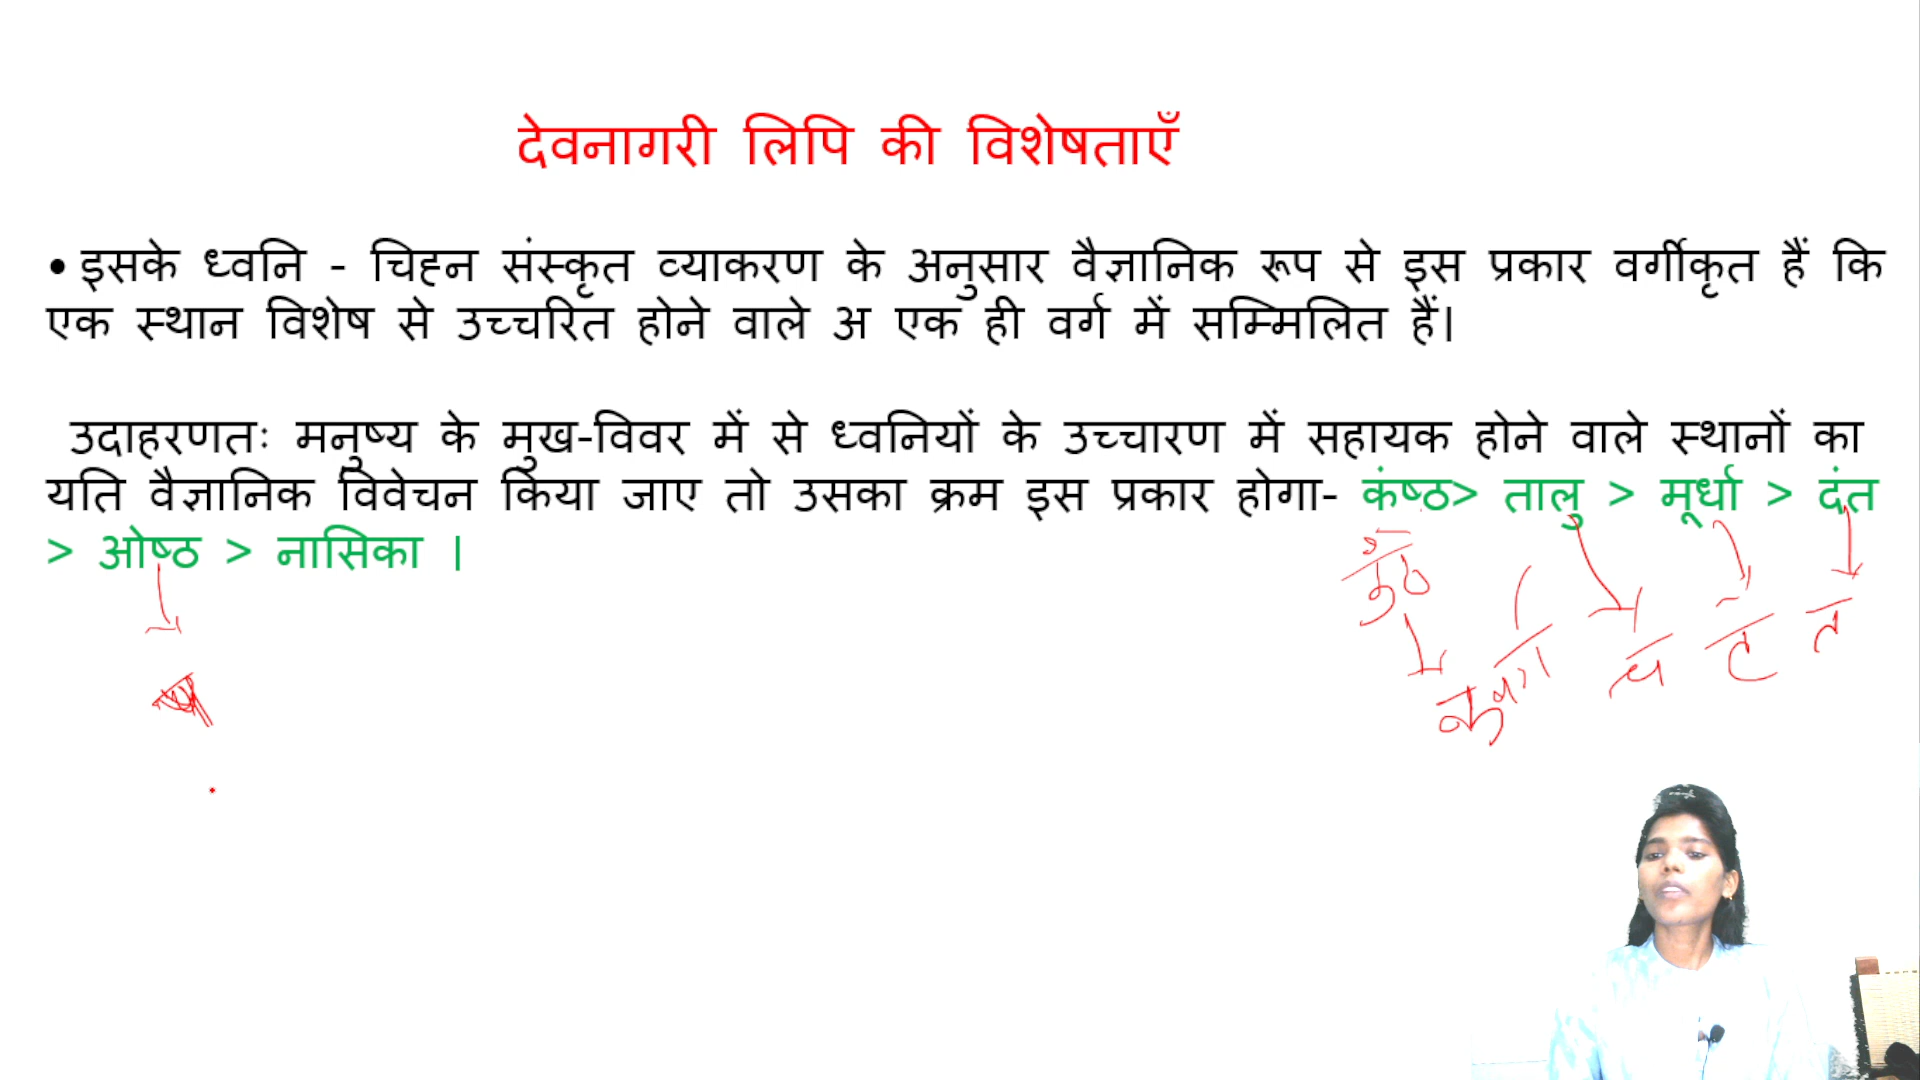 देवनागरी लिपि की विशेषताएँ
• इसके ध्वनि - चिह्न संस्कृत व्याकरण के अनुसार वैज्ञानिक रूप से इस प्रकार वर्गीकृत हैं कि
एक स्थान विशेष से उच्चरित होने वाले अ एक ही वर्ग में सम्मिलित हैं।
उदाहरणतः मनुष्य के मुख-विवर में से ध्वनियों के उच्चारण में सहायक होने वाले स्थानों का
यति वैज्ञानिक विवेचन किया जाए तो उसका क्रम इस प्रकार होगा- कंष्ठ> तालु > मूर्धा > दंत
> ओष्ठ > नासिका ।
कंठ
क वर्ग च ट त